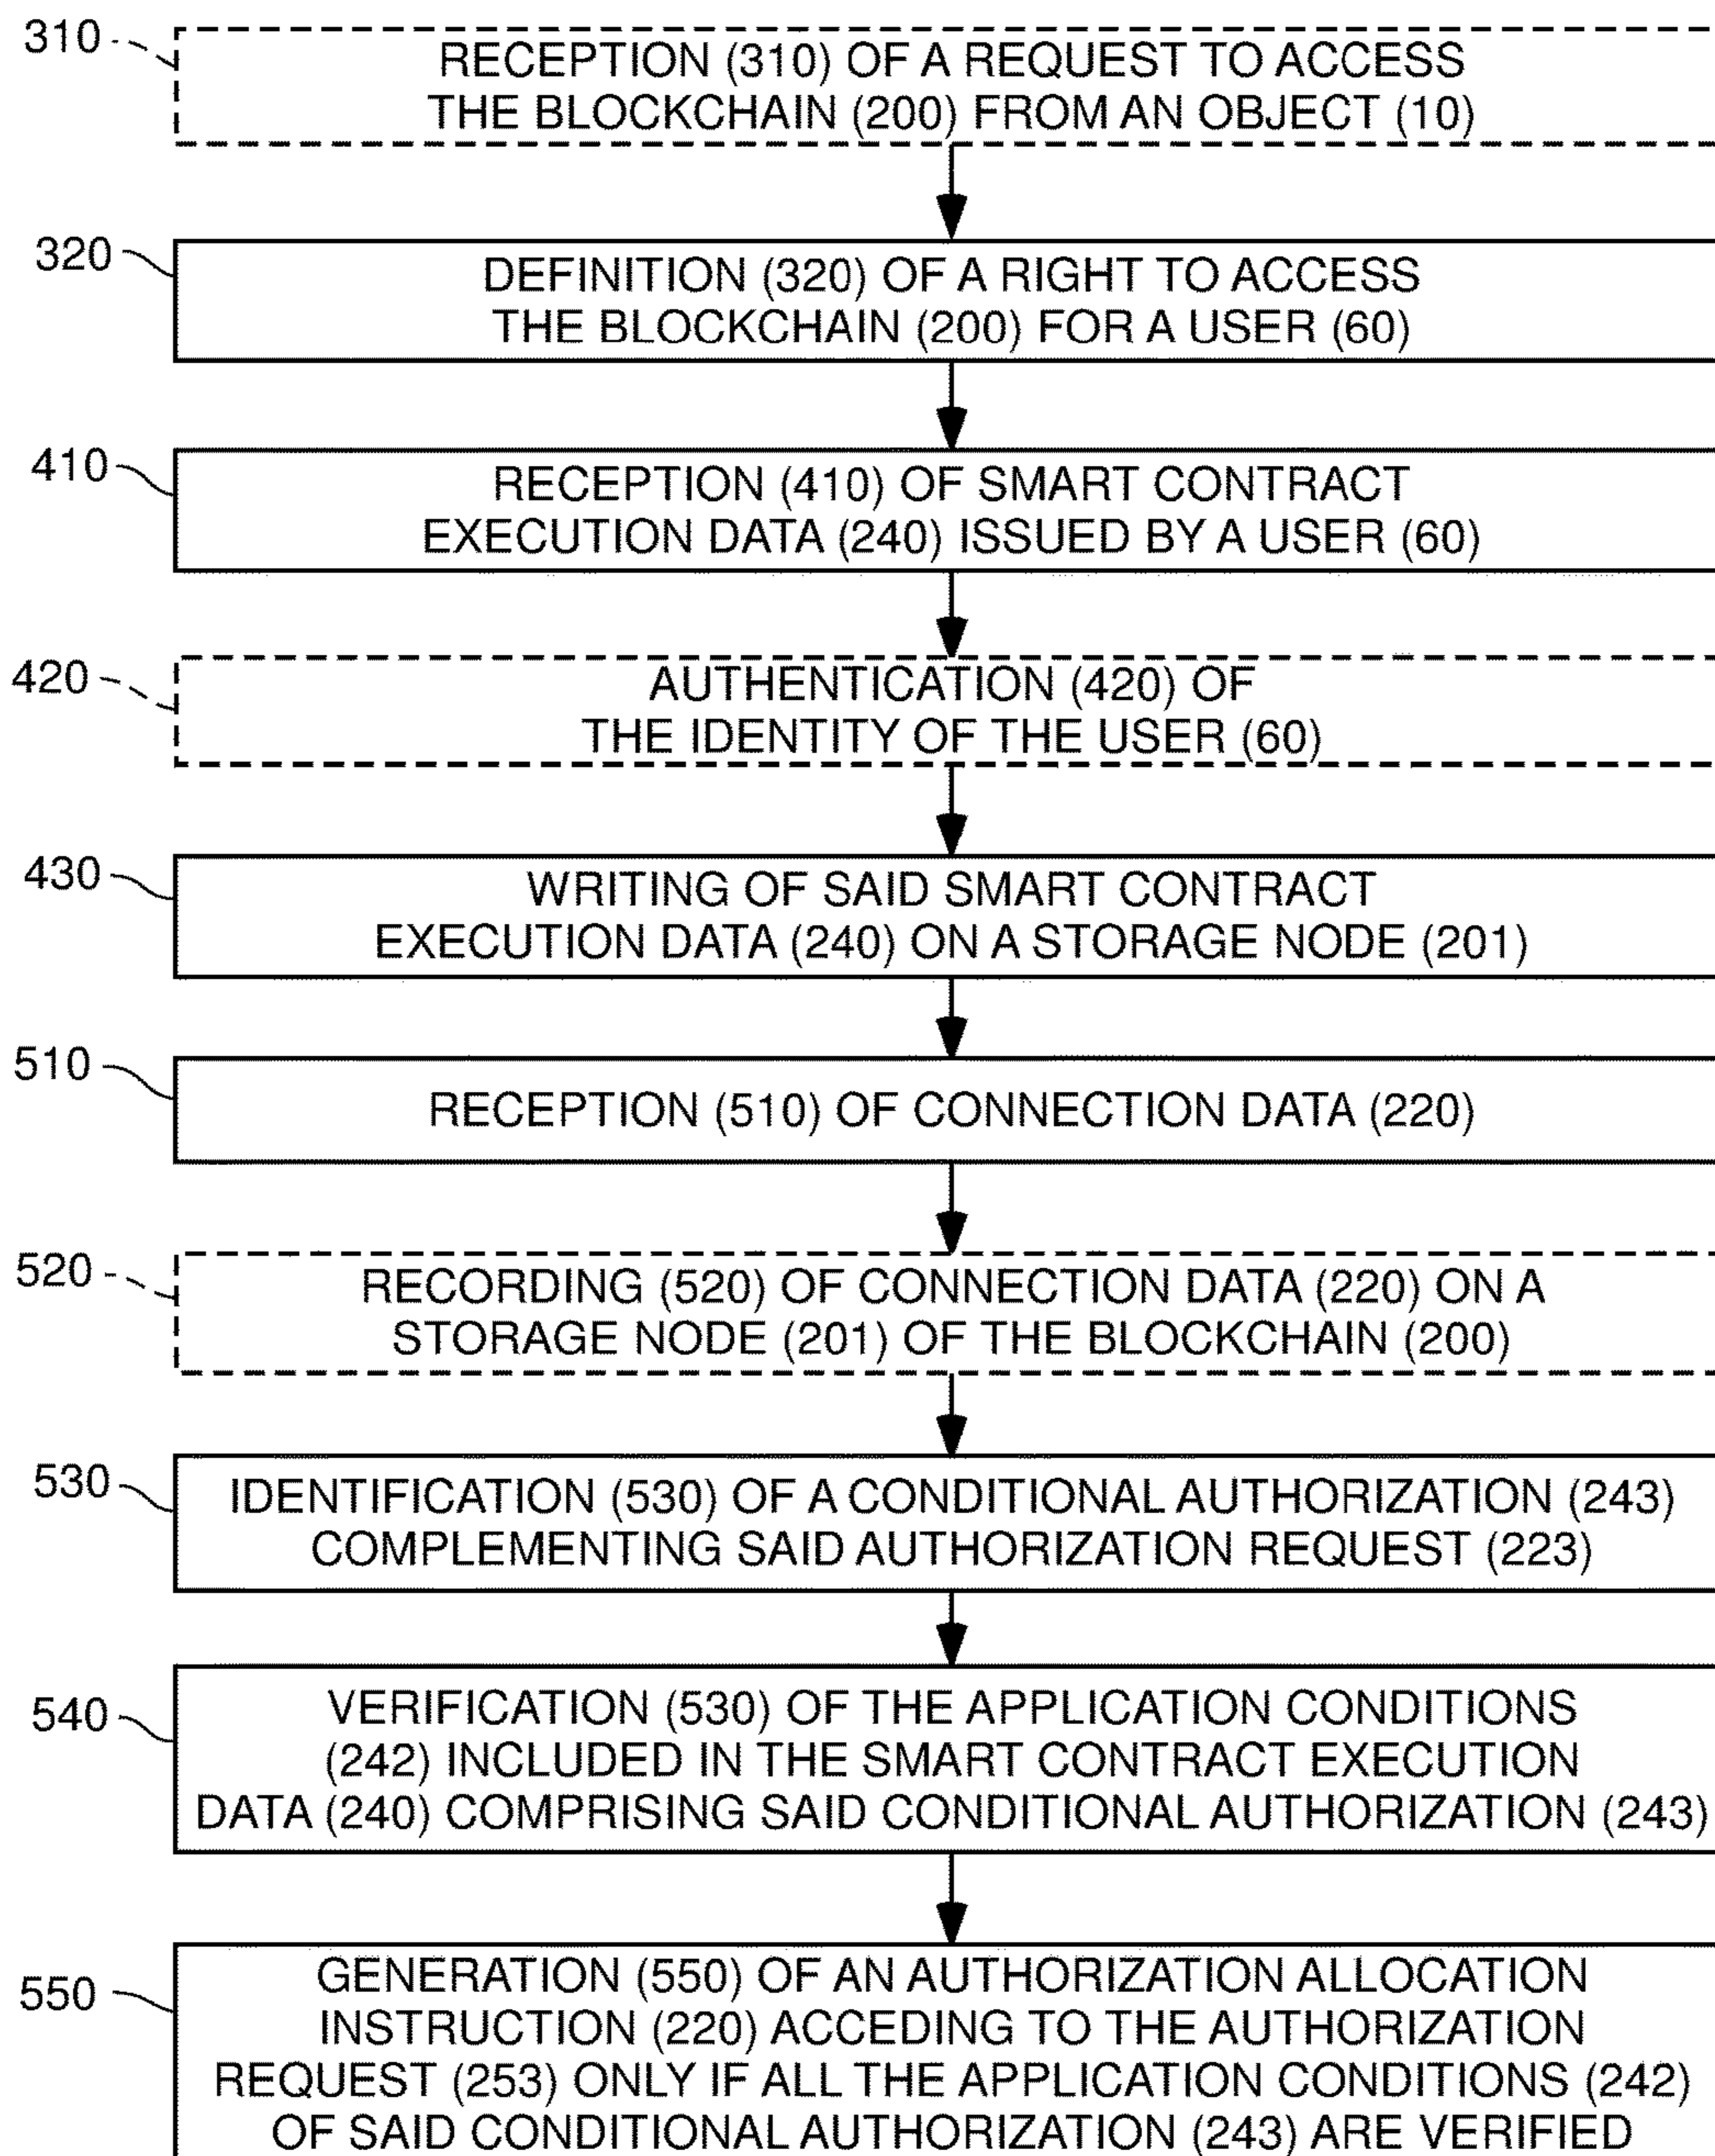 310
RECEPTION (310) OF A REQUEST TO ACCESS
THE BLOCKCHAIN (200) FROM AN OBJECT (10)
320
DEFINITION (320) OF A RIGHT TO ACCESS
THE BLOCKCHAIN (200) FOR A USER (60)
410
RECEPTION (410) OF SMART CONTRACT
EXECUTION DATA (240) ISSUED BY A USER (60)
420
AUTHENTICATION (420) OF
THE IDENTITY OF THE USER (60)
430
WRITING OF SAID SMART CONTRACT
EXECUTION DATA (240) ON A STORAGE NODE (201)
510
RECEPTION (510) OF CONNECTION DATA (220)
520
RECORDING (520) OF CONNECTION DATA (220) ON A
STORAGE NODE (201) OF THE BLOCKCHAIN (200)
530
IDENTIFICATION (530) OF A CONDITIONAL AUTHORIZATION (243)
COMPLEMENTING SAID AUTHORIZATION REQUEST (223)
540
VERIFICATION (530) OF THE APPLICATION CONDITIONS
(242) INCLUDED IN THE SMART CONTRACT EXECUTION
DATA (240) COMPRISING SAID CONDITIONAL AUTHORIZATION (243)
550
GENERATION (550) OF AN AUTHORIZATION ALLOCATION
INSTRUCTION (220) ACCEDING TO THE AUTHORIZATION
REQUEST (253) ONLY IF ALL THE APPLICATION CONDITIONS (242)
OF SAID CONDITIONAL AUTHORIZATION (243) ARE VERIFIED